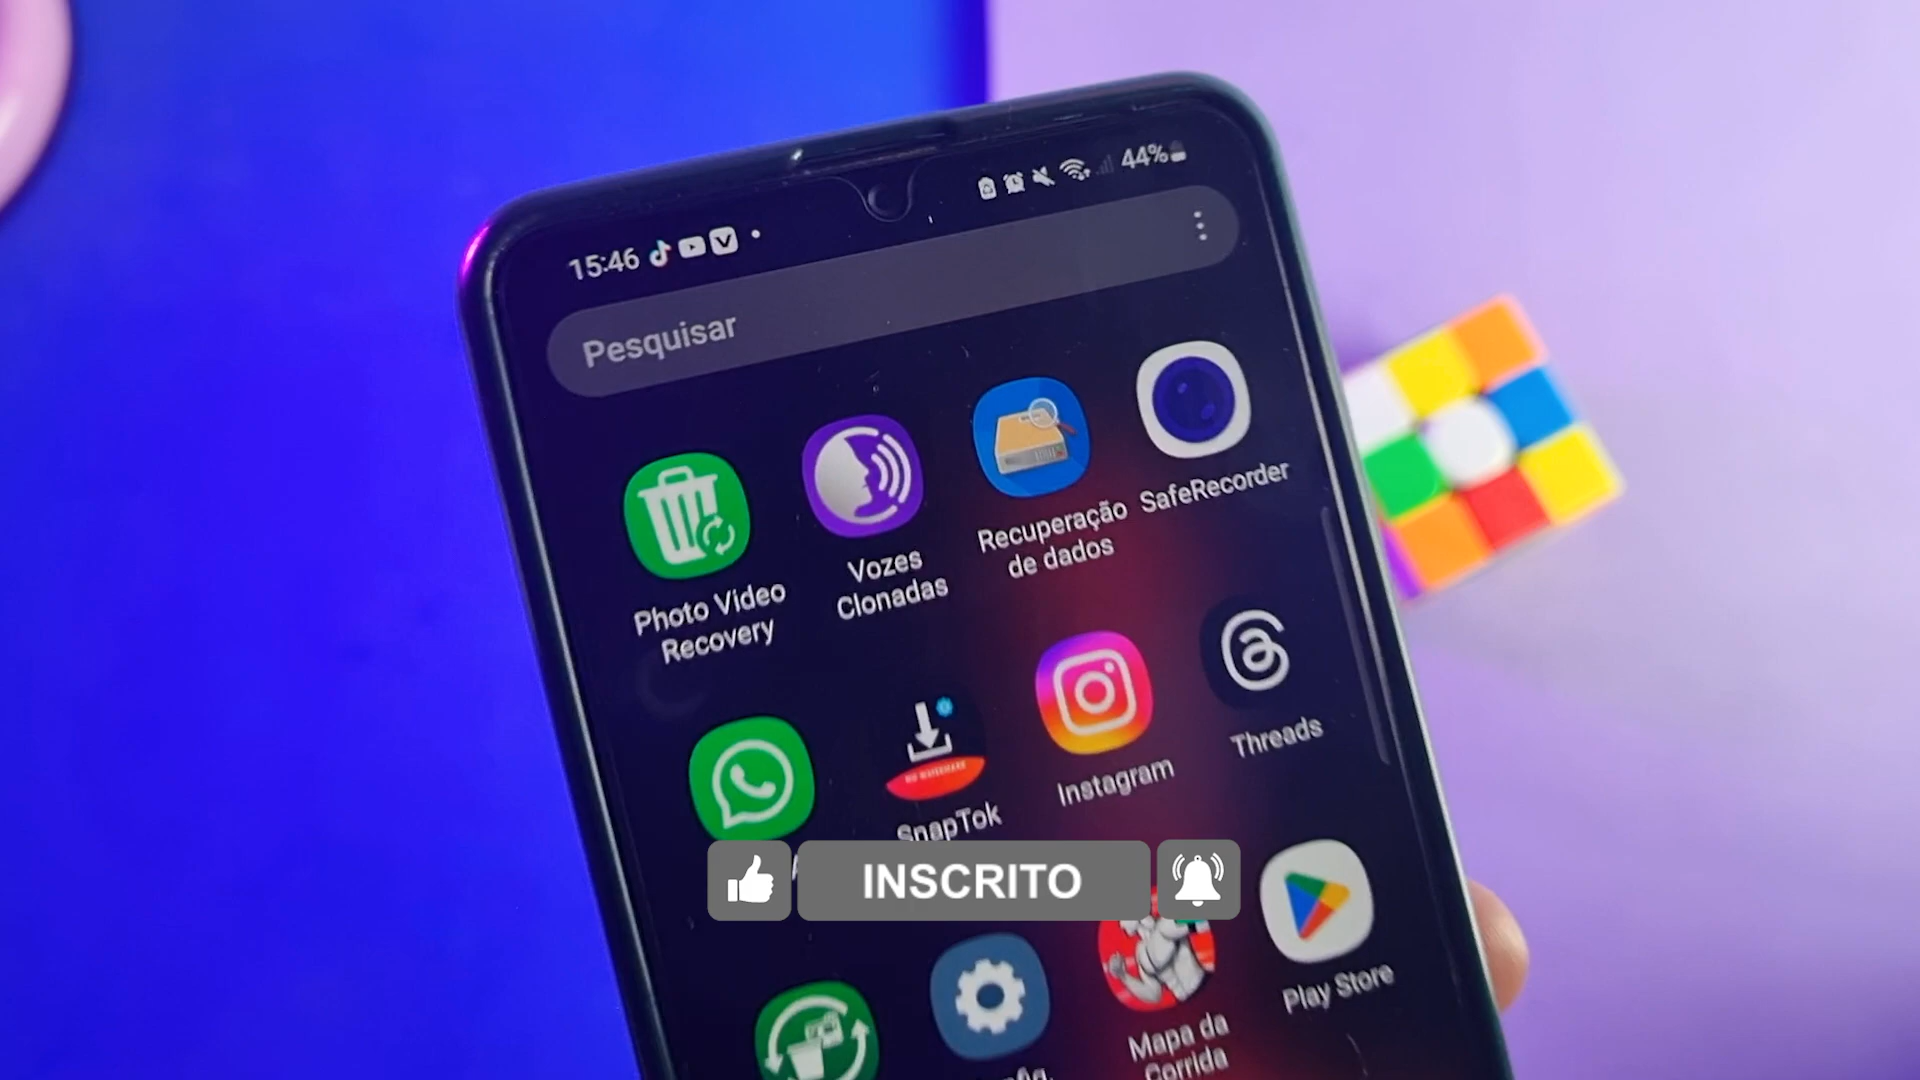 15:46
44%
Pesquisar
Photo Video
Recovery
Vozes
Clonadas
Recuperação
de dados
SafeRecorder
SnapTok
Instagram
Threads
INSCRITO
Mapa da
Corrida
Play Store